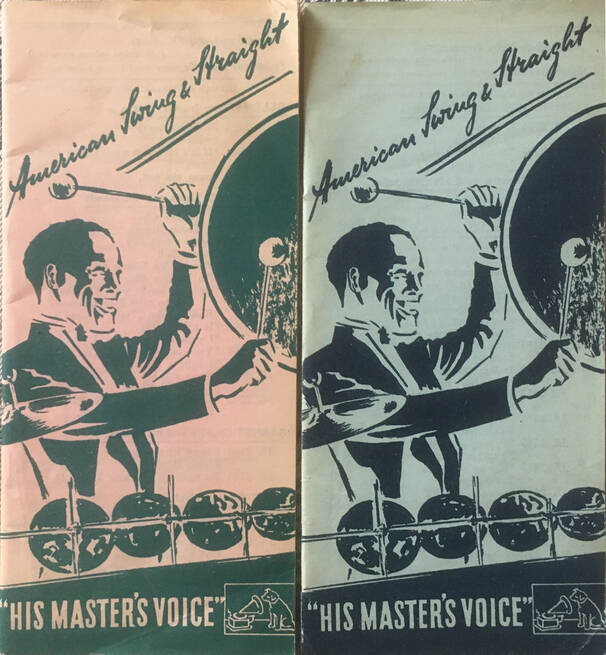 American Swing & Straight
"HIS MASTER'S VOICE"
American Swing & Straight
"HIS MASTER'S VOICE"